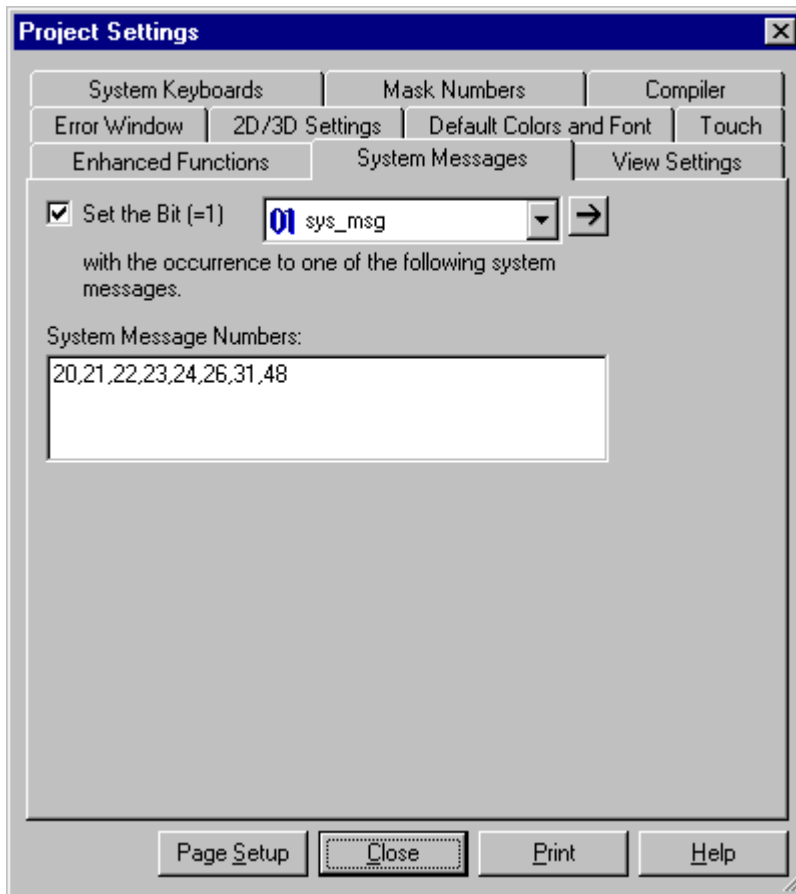 Project Settings
System Keyboards Mask Numbers Compiler
Error Window 2D/3D Settings Default Colors and Font Touch
Enhanced Functions System Messages View Settings
Set the Bit (=1) 01 sys_msg
with the occurrence to one of the following system
messages.
System Message Numbers:
20,21,22,23,24,26,31,48
Page Setup Close Print Help